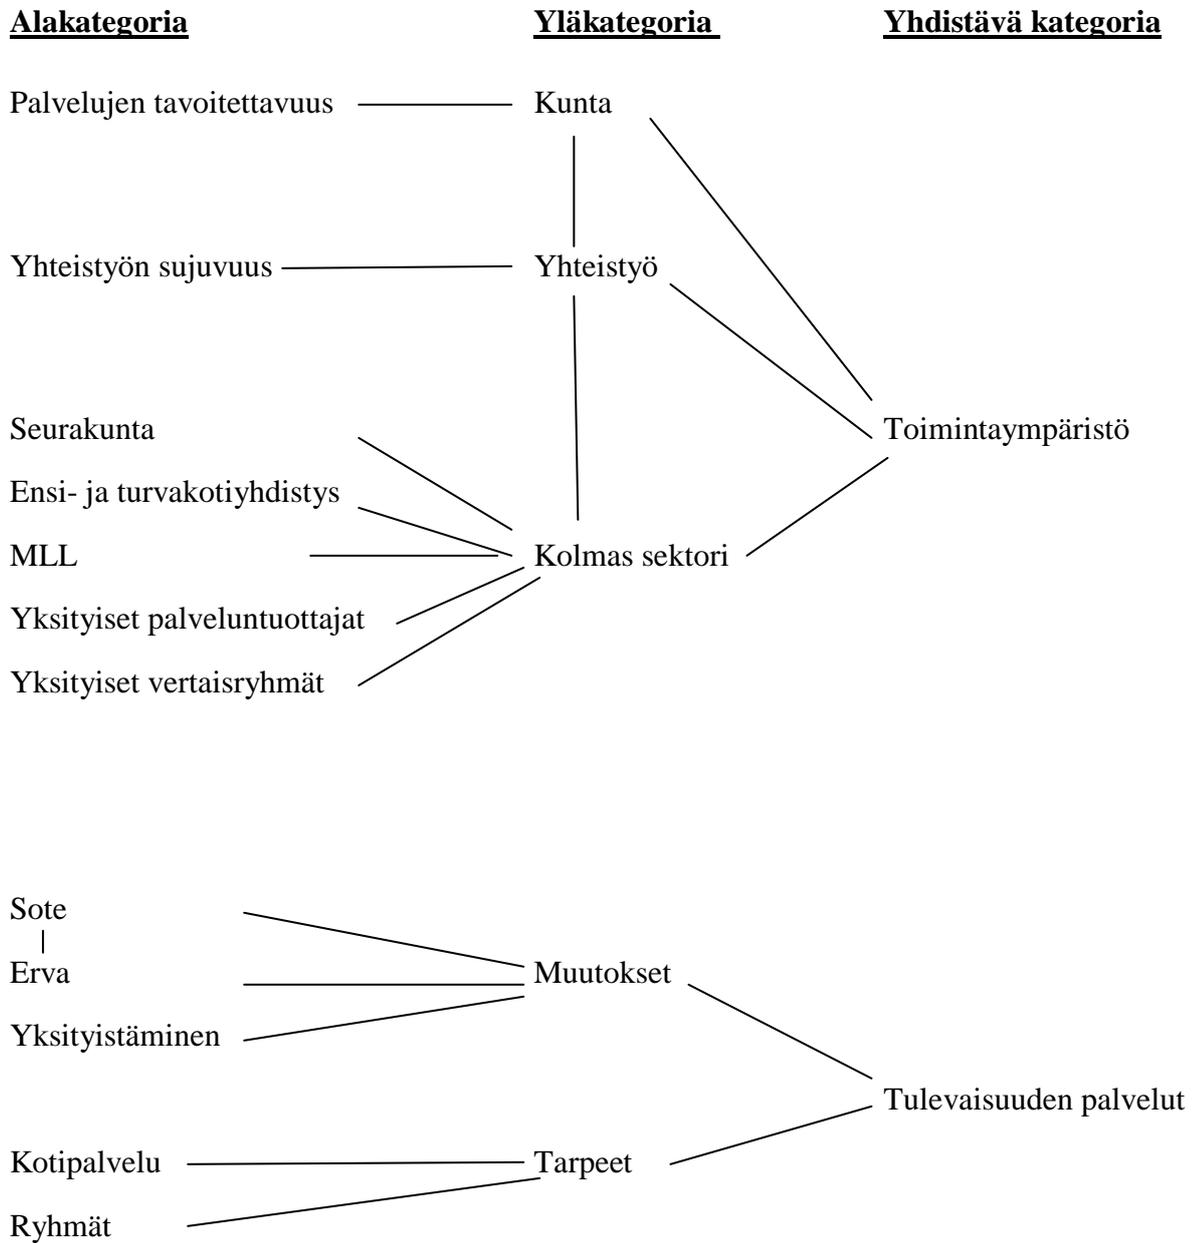 Alakategoria Yläkategoria Yhdistävä kategoria
Palvelujen tavoitettavuus Kunta
Yhteistyön sujuvuus Yhteistyö
Seurakunta Toimintaympäristö
Ensi- ja turvakotiyhdistys
MLL Kolmas sektori
Yksityiset palveluntuottajat
Yksityiset vertaisryhmät
Sote
Erva Muutokset
Yksityistäminen
Tulevaisuuden palvelut
Kotipalvelu Tarpeet
Ryhmät